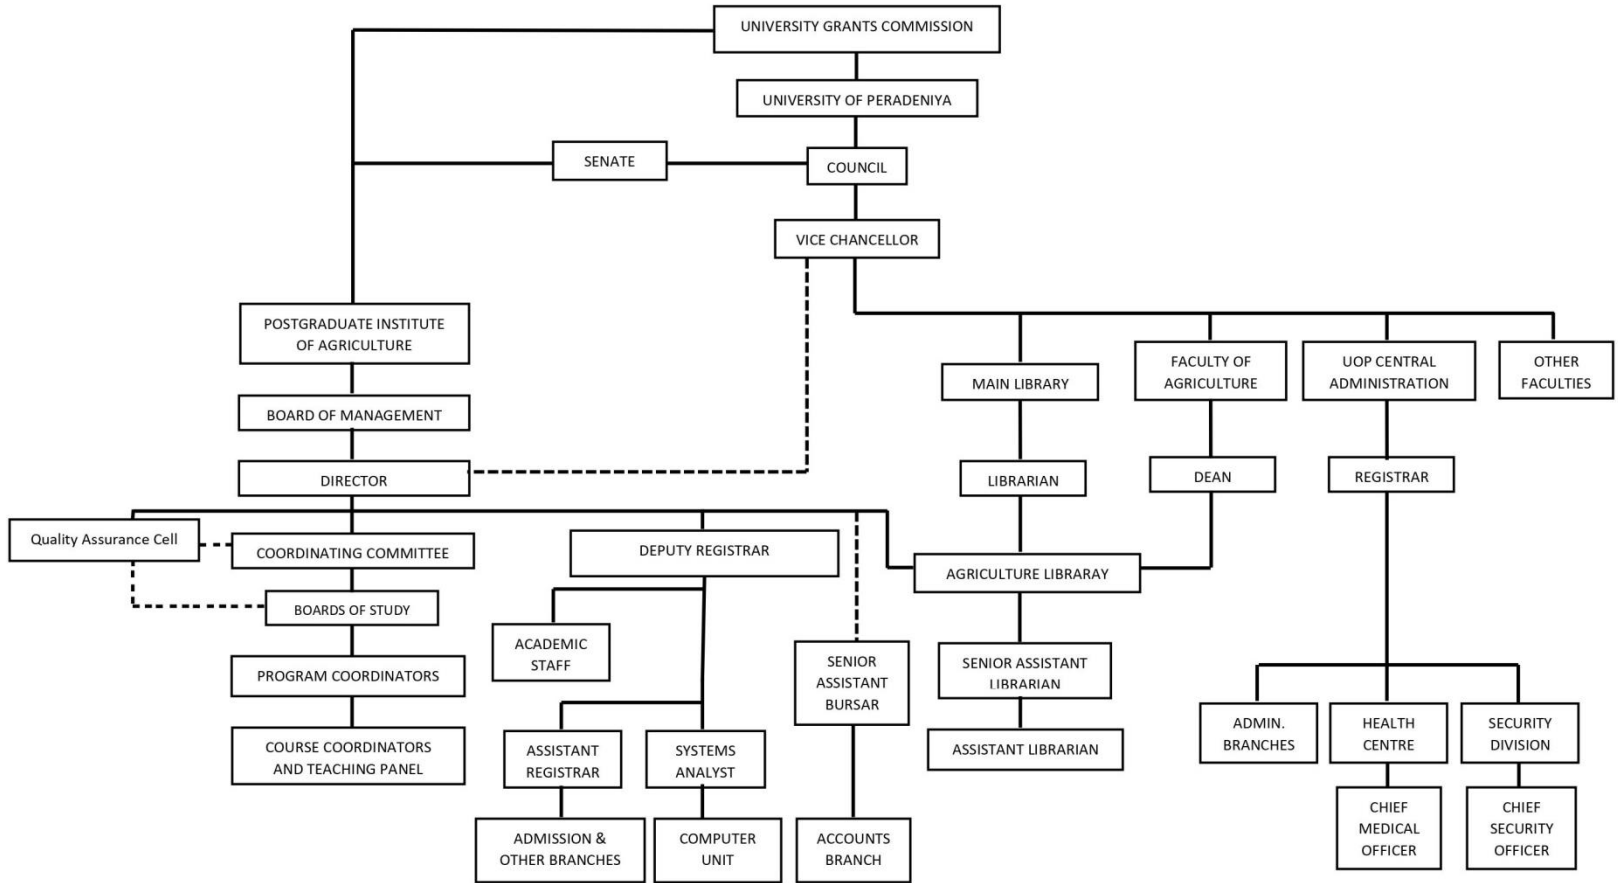 UNIVERSITY GRANTS COMMISSION
UNIVERSITY OF PERADENIYA
SENATE
COUNCIL
VICE CHANCELLOR
POSTGRADUATE INSTITUTE
OF AGRICULTURE
MAIN LIBRARY
FACULTY OF
AGRICULTURE
UOP CENTRAL
ADMINISTRATION
OTHER
FACULTIES
BOARD OF MANAGEMENT
DIRECTOR
LIBRARIAN
DEAN
REGISTRAR
Quality Assurance Cell
COORDINATING COMMITTEE
DEPUTY REGISTRAR
AGRICULTURE LIBRARAY
BOARDS OF STUDY
ACADEMIC
STAFF
SENIOR
ASSISTANT
BURSAR
SENIOR ASSISTANT
LIBRARIAN
PROGRAM COORDINATORS
ADMIN.
BRANCHES
HEALTH
CENTRE
SECURITY
DIVISION
COURSE COORDINATORS
AND TEACHING PANEL
ASSISTANT
REGISTRAR
SYSTEMS
ANALYST
ASSISTANT LIBRARIAN
ADMISSION &
OTHER BRANCHES
COMPUTER
UNIT
ACCOUNTS
BRANCH
CHIEF
MEDICAL
OFFICER
CHIEF
SECURITY
OFFICER